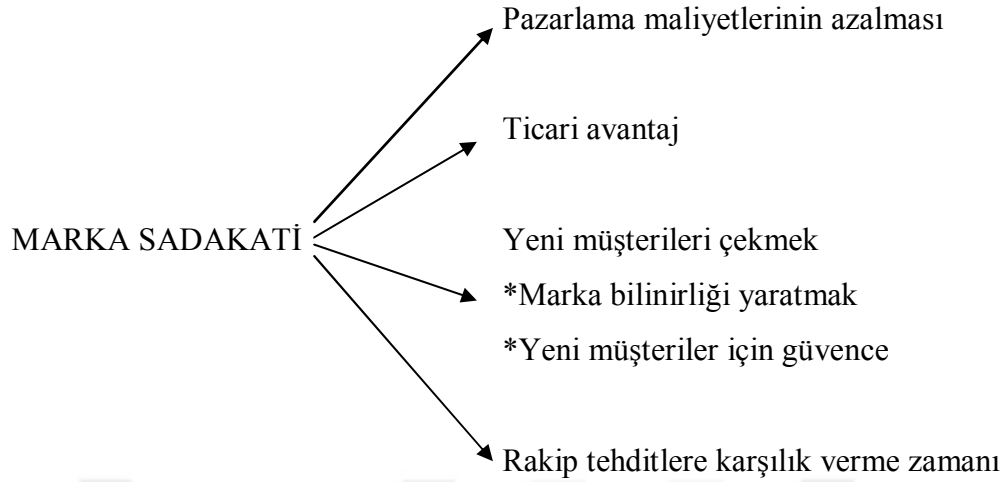 Pazarlama maliyetlerinin azalması
Ticari avantaj
MARKA SADAKATİ
Yeni müşterileri çekmek
*Marka bilinirliği yaratmak
*Yeni müşteriler için güvence
Rakip tehditlere karşılık verme zamanı